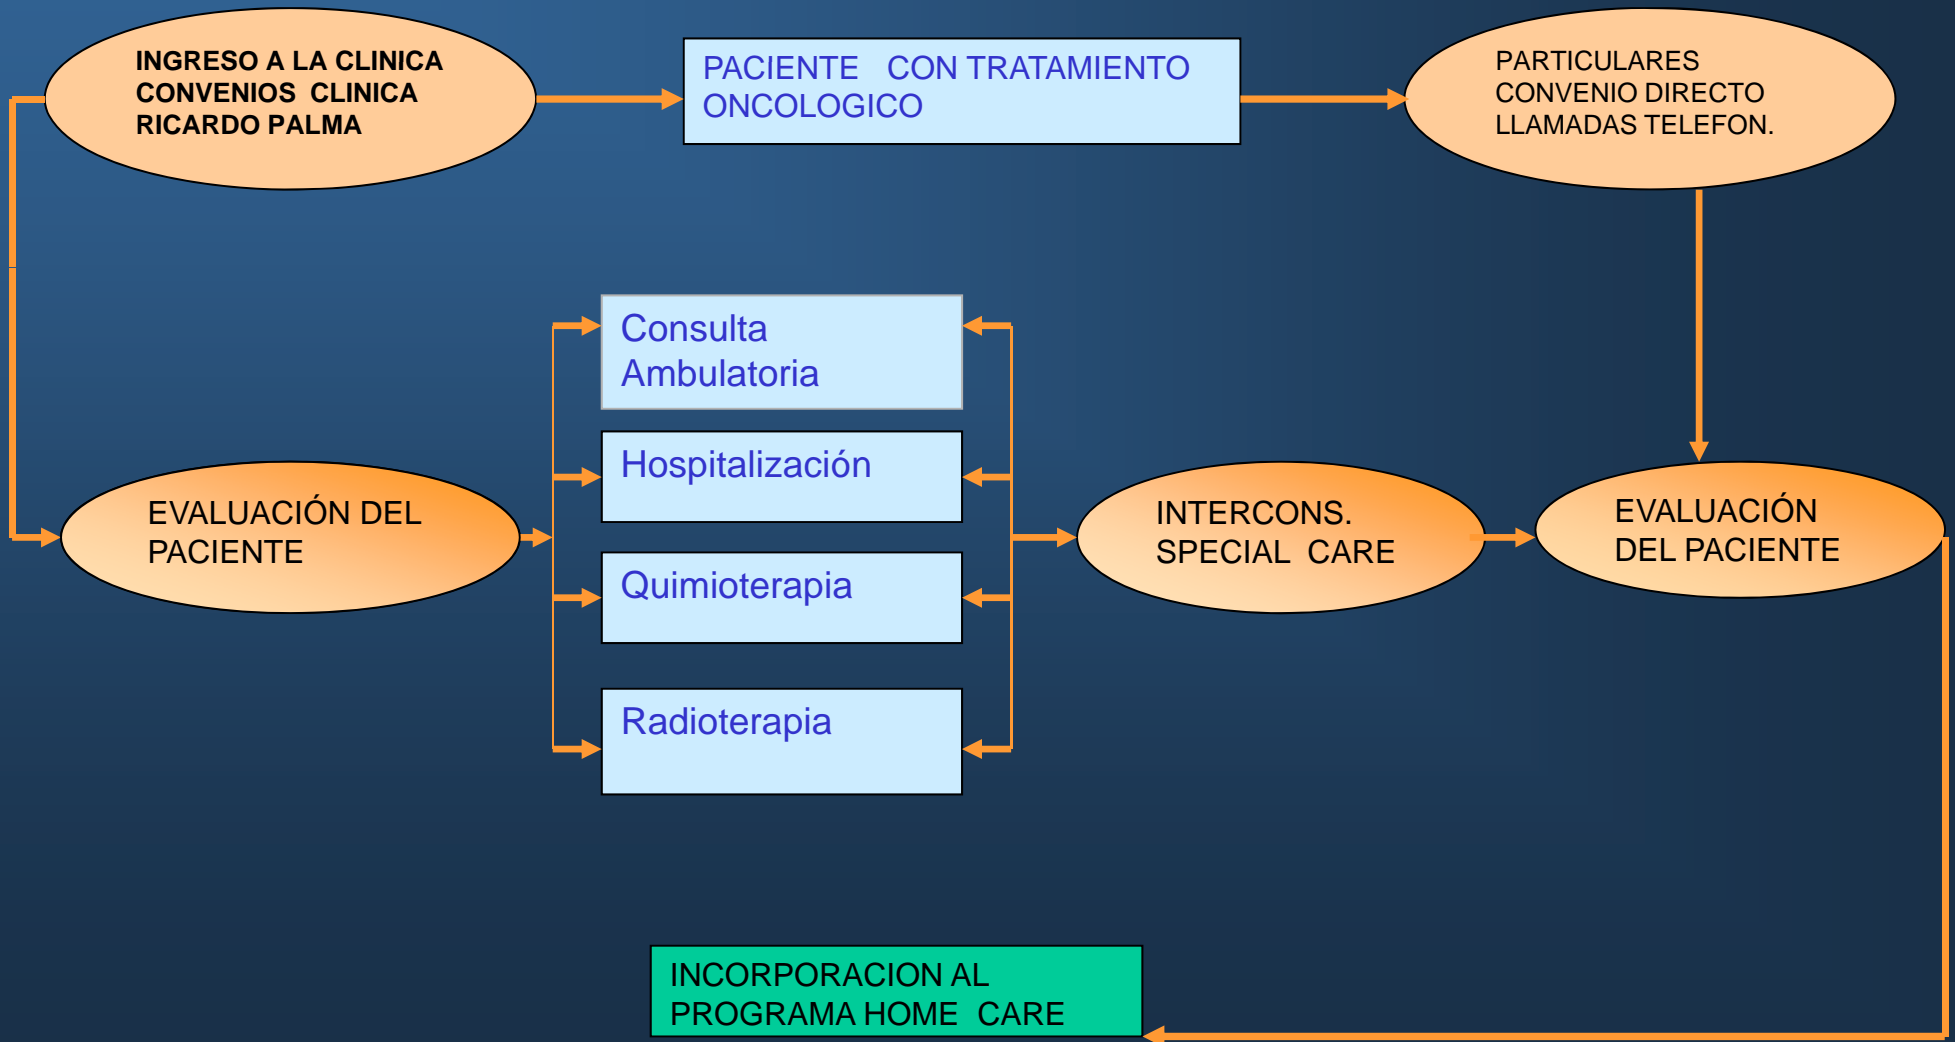 INGRESO A LA CLINICA
CONVENIOS CLINICA
RICARDO PALMA
PACIENTE CON TRATAMIENTO
ONCOLOGICO
PARTICULARES
CONVENIO DIRECTO
LLAMADAS TELEFON.
Consulta
Ambulatoria
Hospitalización
Quimioterapia
Radioterapia
EVALUACIÓN DEL
PACIENTE
INTERCONS.
SPECIAL CARE
EVALUACIÓN
DEL PACIENTE
INCORPORACION AL
PROGRAMA HOME CARE